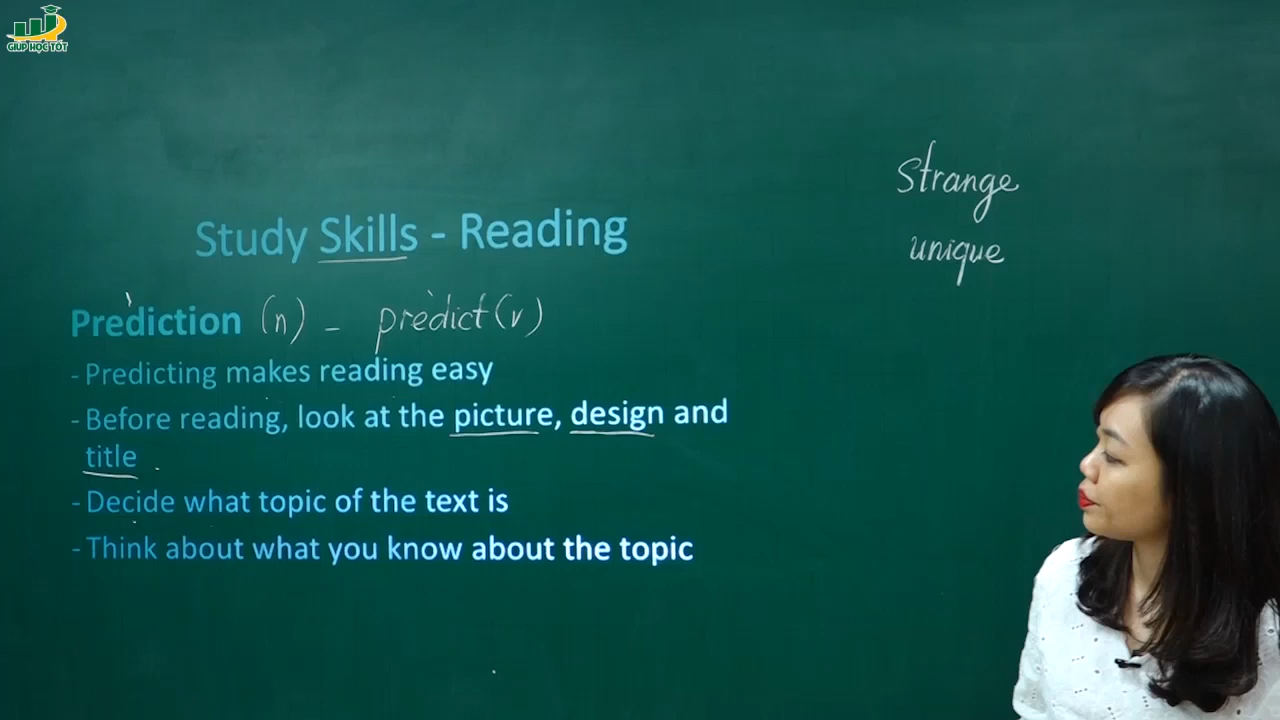 GIÚP HỌC TỐT
strange
unique
Study Skills - Reading
Prediction (n) - predict (v)
- Predicting makes reading easy
- Before reading, look at the picture, design and
title
- Decide what topic of the text is
- Think about what you know about the topic